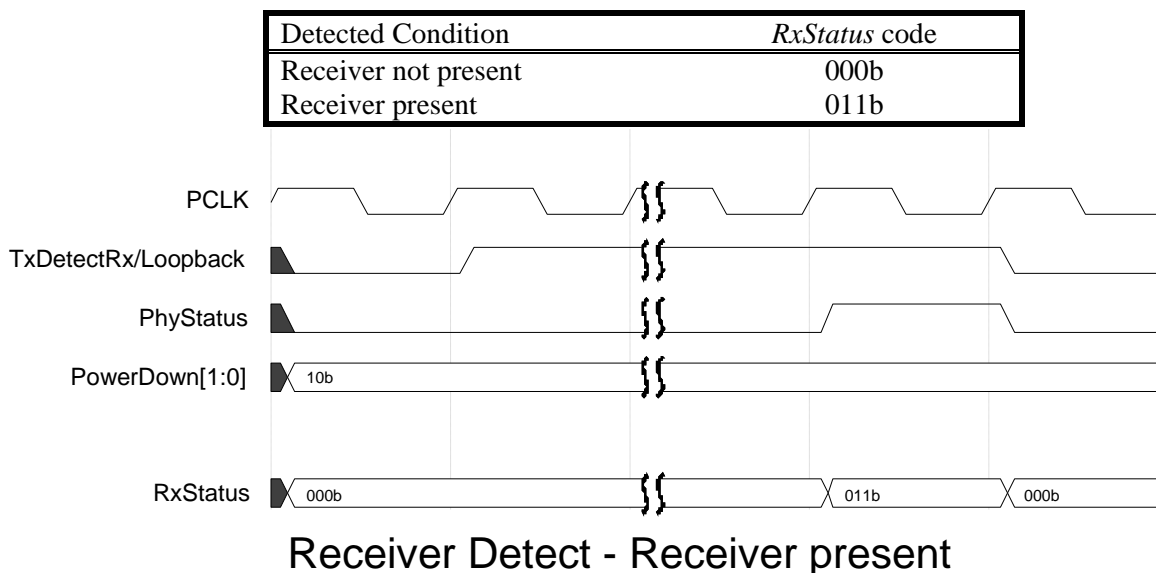 Detected Condition RxStatus code
Receiver not present 000b
Receiver present 011b
PCLK
TxDetectRx/Loopback
PhyStatus
PowerDown[1:0] 10b
RxStatus 000b 011b 000b
Receiver Detect - Receiver present